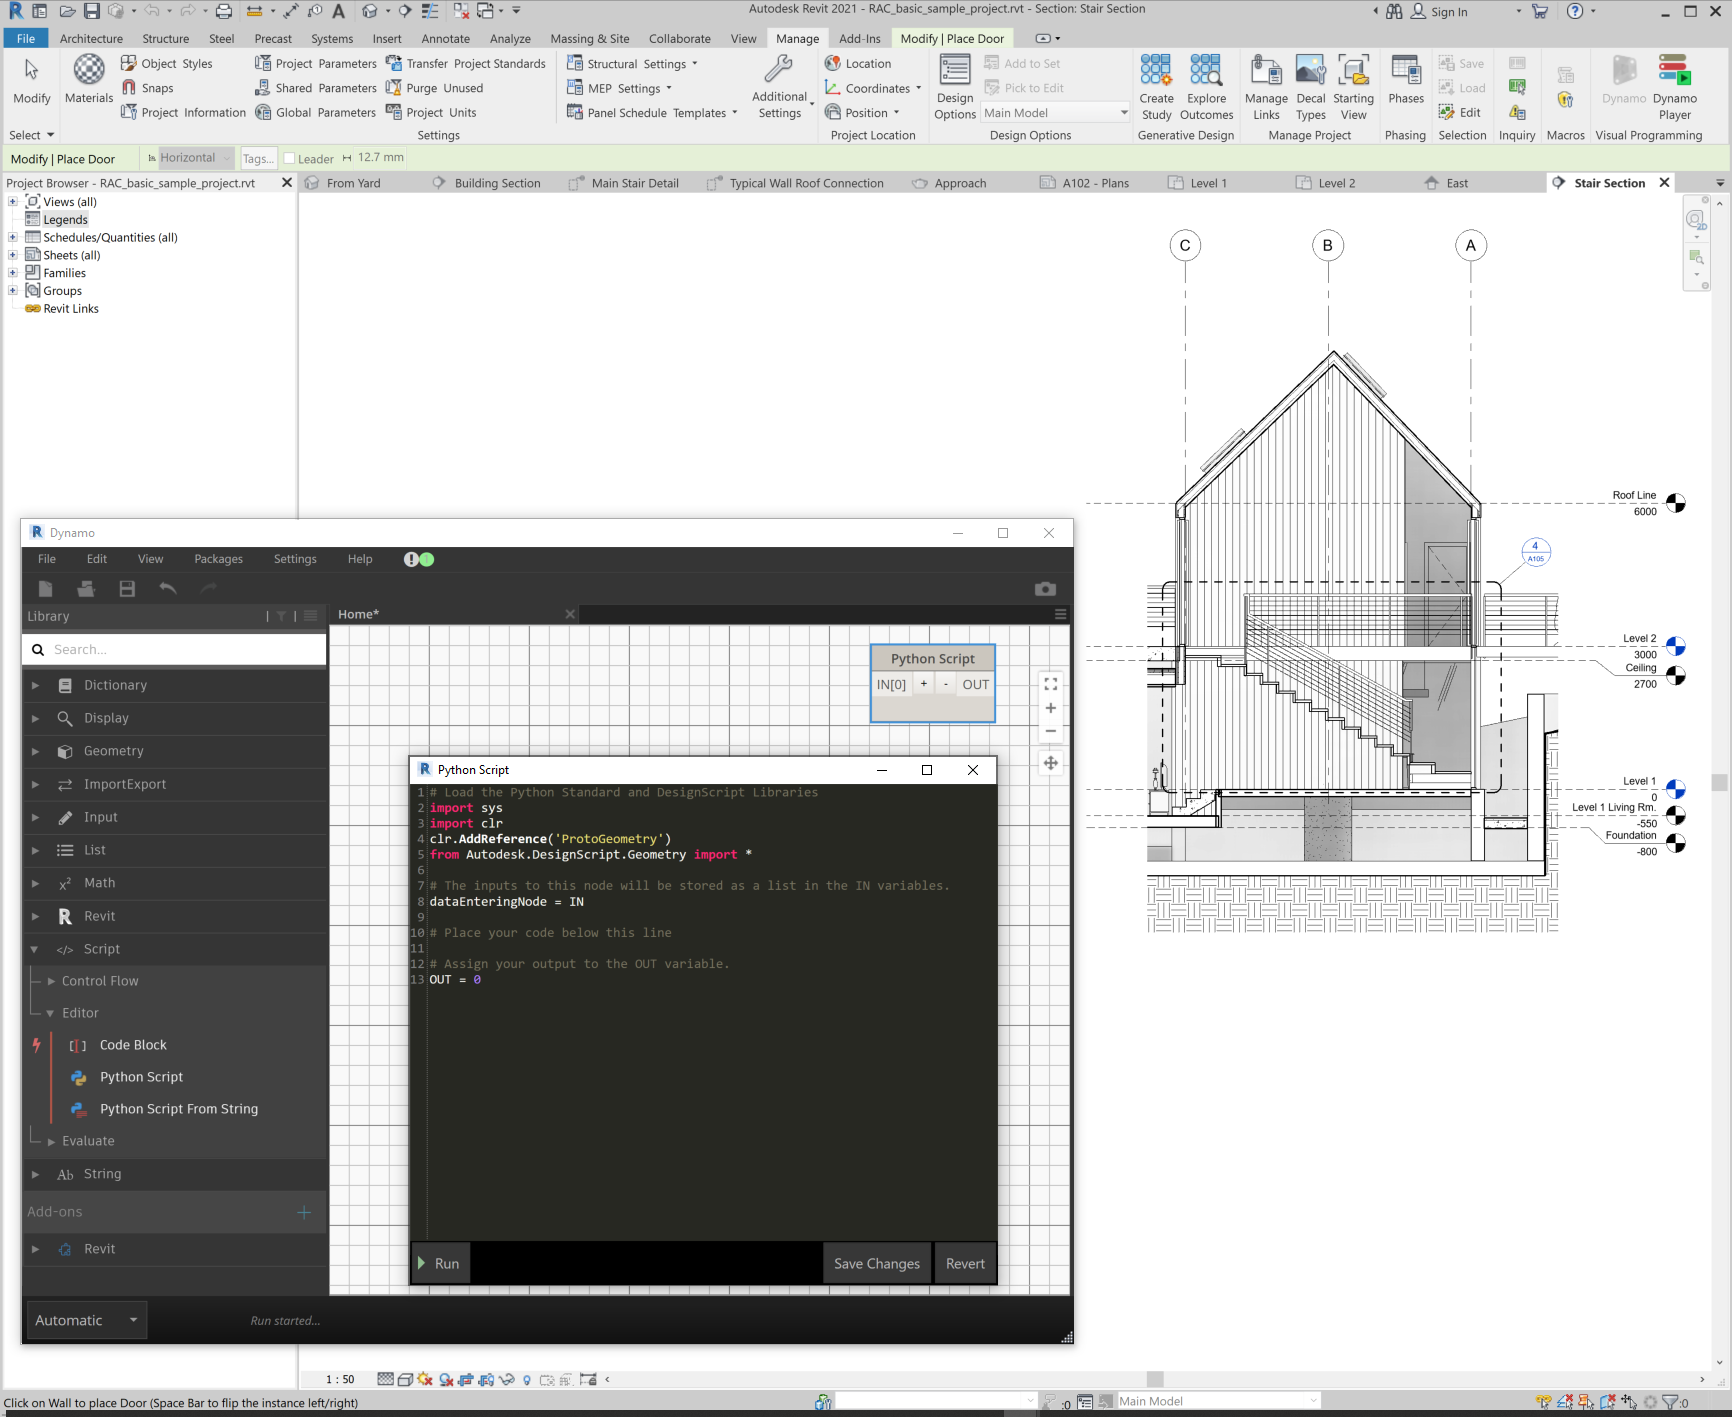 Autodesk Revit 2021 - RAC_basic_sample_project.rvt - Section: Stair Section
Sign In
File Architecture Structure Steel Precast Systems Insert Annotate Analyze Massing & Site Collaborate View Manage Add-Ins Modify | Place Door
Modify
Select
Materials
Object Styles
Snaps
Project Information
Project Parameters
Shared Parameters
Global Parameters
Transfer Project Standards
Purge Unused
Project Units
Settings
Structural Settings
MEP Settings
Panel Schedule Templates
Additional Settings
Location
Coordinates
Position
Project Location
Design Options
Add to Set
Pick to Edit
Main Model
Design Options
Create Study
Explore Outcomes
Generative Design
Manage Links
Decal Types
Starting View
Manage Project
Phases
Phasing
Save
Load
Edit
Selection
Inquiry
Macros
Dynamo
Dynamo Player
Visual Programming
Modify | Place Door Horizontal Tags... Leader 12.7 mm
Project Browser - RAC_basic_sample_project.rvt
From Yard Building Section Main Stair Detail Typical Wall Roof Connection Approach A102 - Plans Level 1 Level 2 East Stair Section
Views (all)
Legends
Schedules/Quantities (all)
Sheets (all)
Families
Groups
Revit Links
2D
C B A
Roof Line
6000
4
A105
Level 2
3000
Ceiling
2700
Level 1
0
Level 1 Living Rm.
-550
Foundation
-800
Dynamo
File Edit View Packages Settings Help
Library
Home*
Search...
Dictionary
Display
Geometry
ImportExport
Input
List
Math
Revit
Script
Control Flow
Editor
Code Block
Python Script
Python Script From String
Evaluate
Ab String
Add-ons
Revit
Python Script
IN[0] + - OUT
Python Script
1 # Load the Python Standard and DesignScript Libraries
2 import sys
3 import clr
4 clr.AddReference('ProtoGeometry')
5 from Autodesk.DesignScript.Geometry import *
6
7 # The inputs to this node will be stored as a list in the IN variables.
8 dataEnteringNode = IN
9
10 # Place your code below this line
11
12 # Assign your output to the OUT variable.
13 OUT = 0
Run Save Changes Revert
Automatic Run started...
1 : 50
Click on Wall to place Door (Space Bar to flip the instance left/right)
:0 Main Model :0